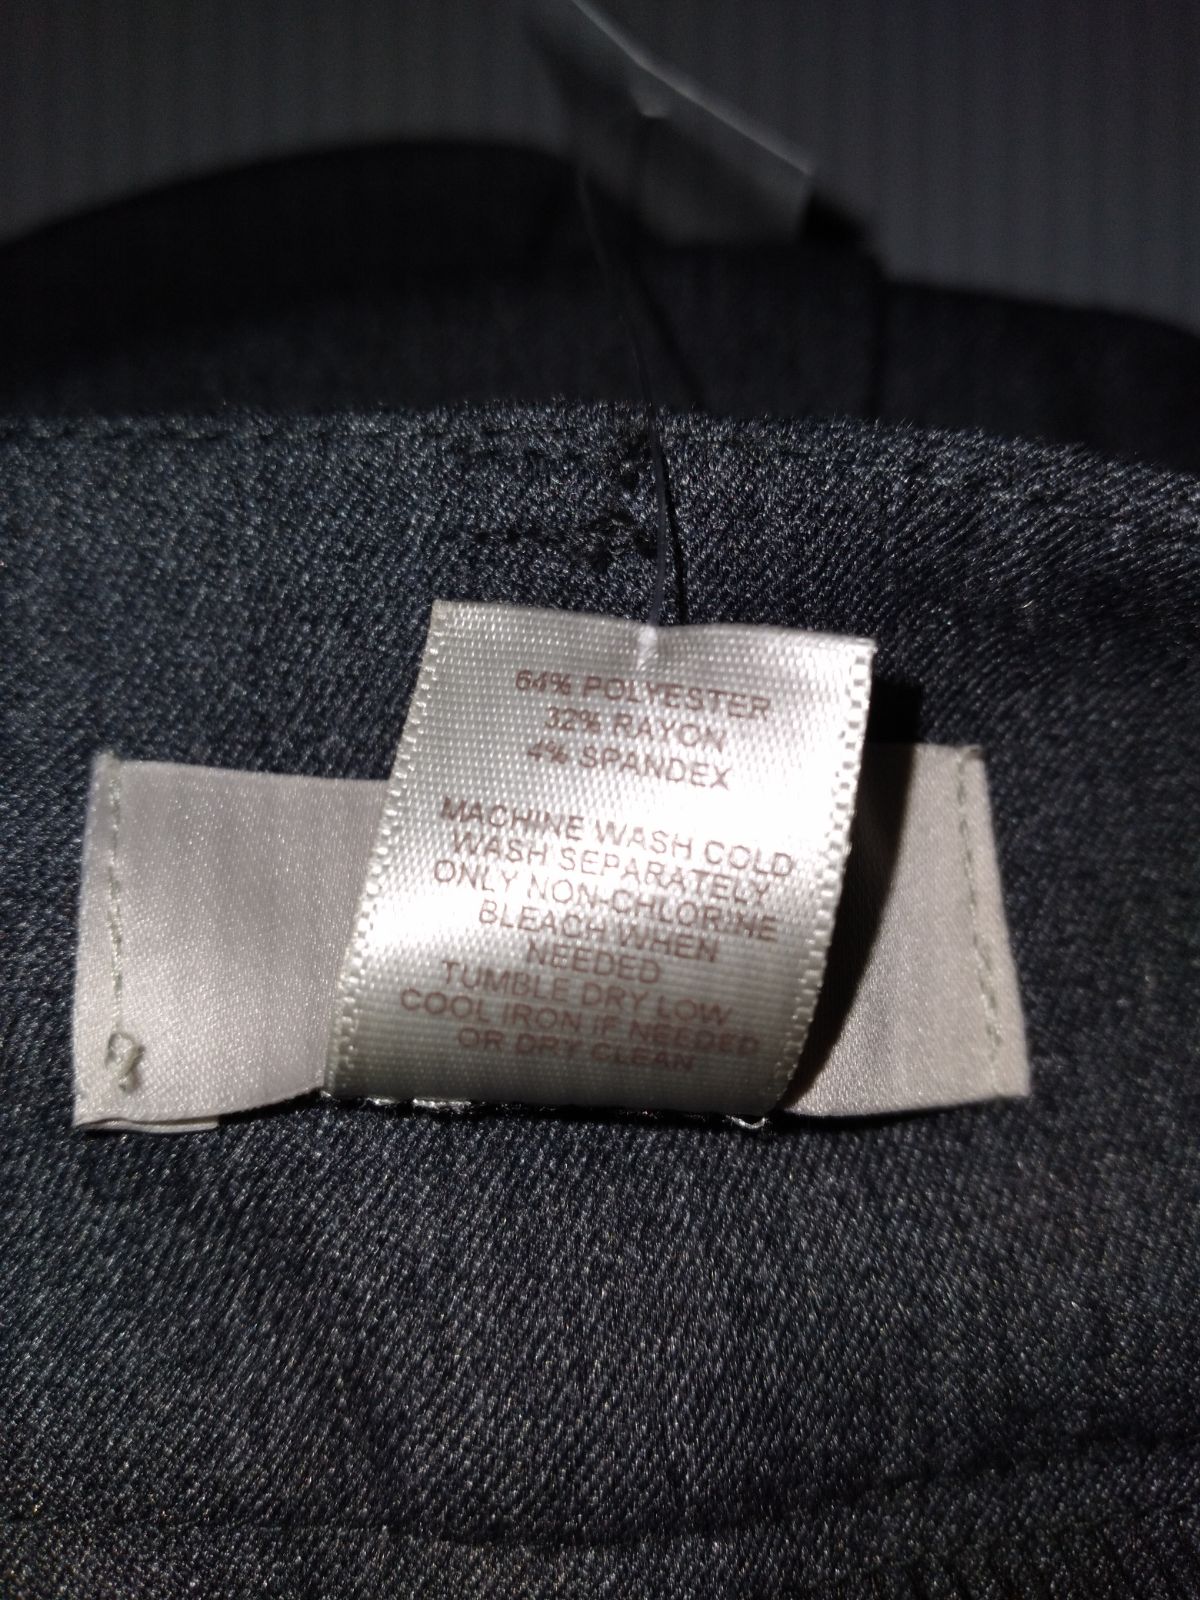 64% POLYESTER
32% RAYON
4% SPANDEX
MACHINE WASH COLD
WASH SEPARATELY
ONLY NON-CHLORINE
BLEACH WHEN
NEEDED
TUMBLE DRY LOW
COOL IRON IF NEEDED
OR DRY CLEAN